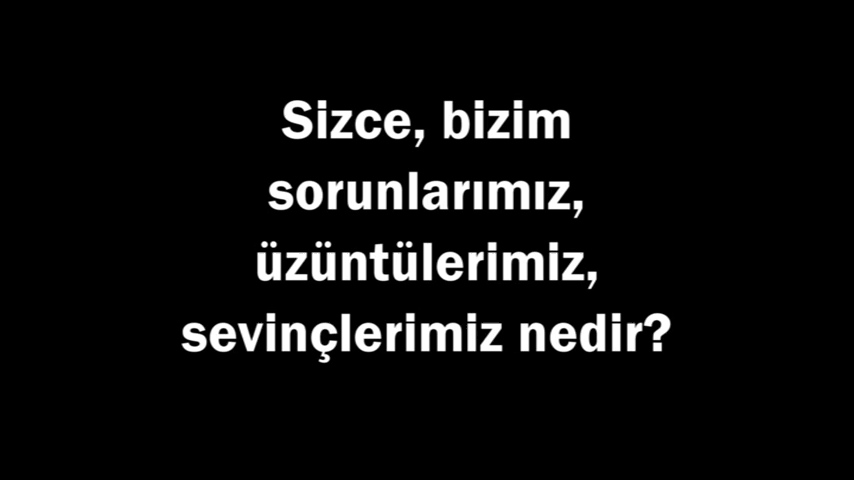 Sizce, bizim
sorunlarımız,
üzüntülerimiz,
sevinçlerimiz nedir?